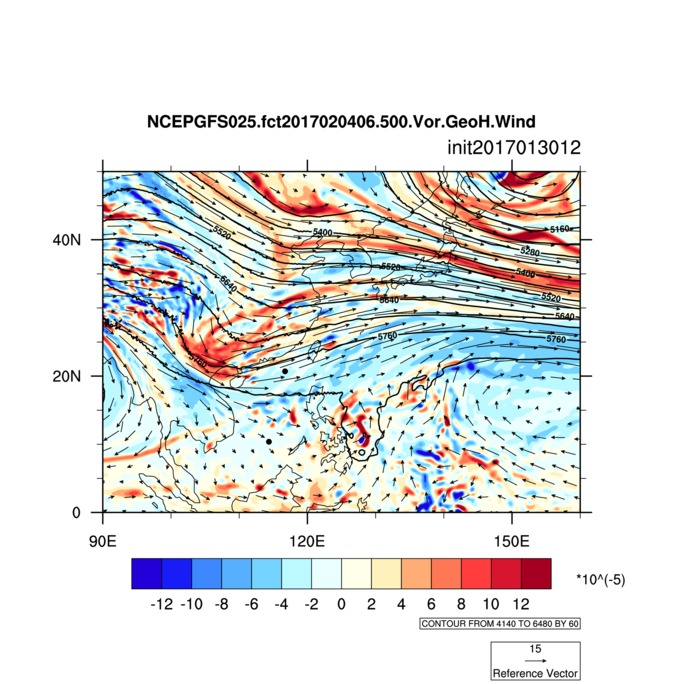 NCEPGFS025.fct2017020406.500.Vor.GeoH.Wind
init2017013012
5160
5520
5400
40N
5280
5520
5400
5640
5520
5640
5640
5760
5760
5760
20N
0
90E 120E 150E
-12 -10 -8 -6 -4 -2 0 2 4 6 8 10 12
*10^(-5)
CONTOUR FROM 4140 TO 6480 BY 60
15
Reference Vector